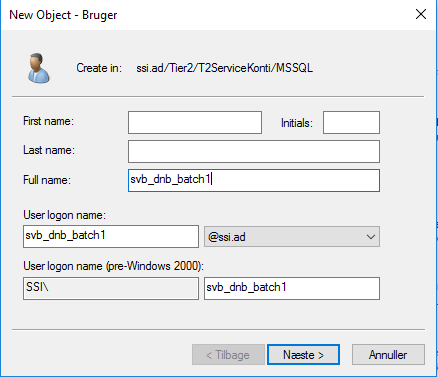 New Object - Bruger
Create in: ssi.ad/Tier2/T2ServiceKonti/MSSQL
First name: Initials:
Last name:
Full name: svb_dnb_batch1
User logon name:
svb_dnb_batch1 @ssi.ad
User logon name (pre-Windows 2000):
SSI\ svb_dnb_batch1
< Tilbage Næste > Annuller